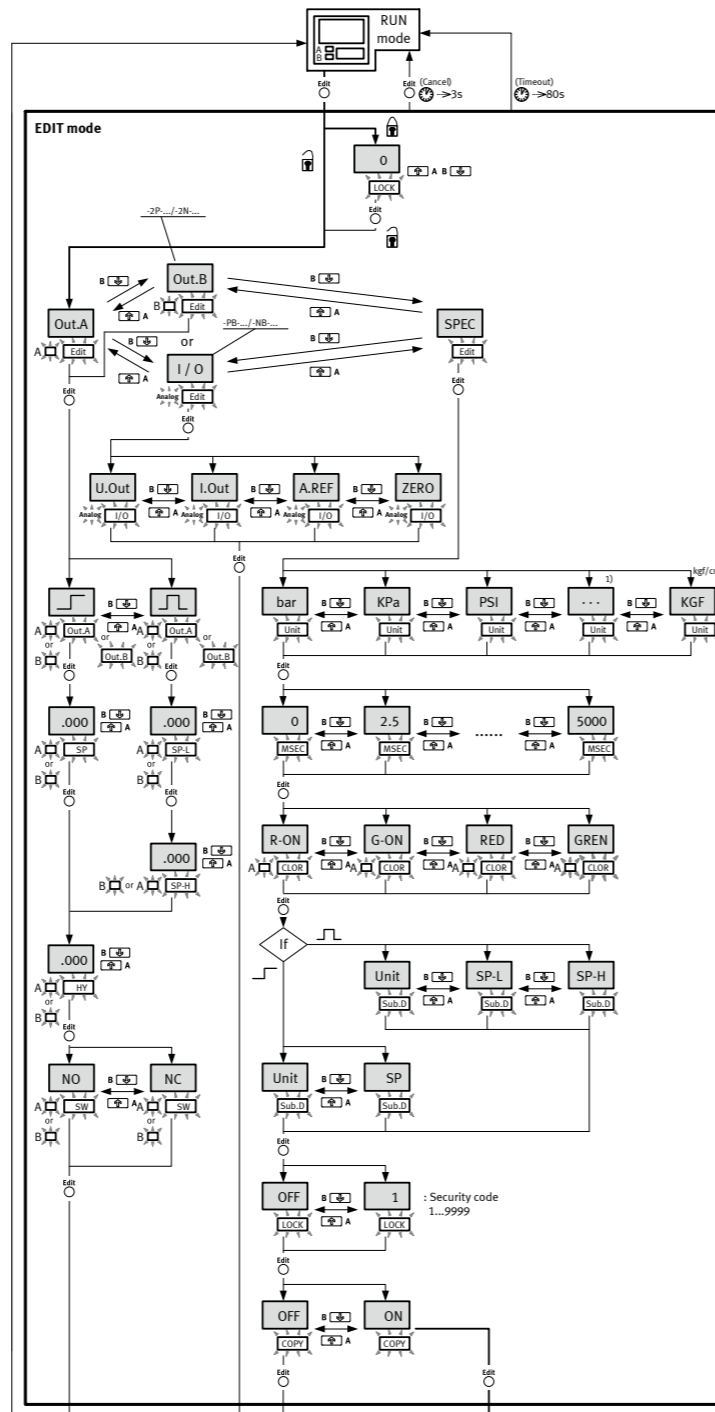 RUN
mode
A
B
Edit
Edit
(Cancel)
→3s
(Timeout)
→80s
EDIT mode
0
LOCK
A B
Edit
-2P-.../-2N-...
Out.B
B Edit
B
A
B
A
Out.A
A Edit
or
-PB-.../-NB-...
B
A
B
A
SPEC
Edit
I / O
Analog Edit
Edit
Edit
Edit
U.Out B I.Out B A.REF B ZERO
Analog I/O A Analog I/O A Analog I/O A Analog I/O
Edit
B
A
A Out.A
or
B
or
Out.B
Edit
A Out.A
or
B
or
Out.B
Edit
bar B KPa B PSI B 1) ... B kgf/c KGF
Unit A Unit A Unit A Unit A Unit
Edit
.000 B
A
A SP
or
B
Edit
.000 B
A
A SP-L
or
B
Edit
0 B 2.5 B ...... B 5000
MSEC A MSEC A A MSEC
Edit
.000 B
A
B or A SP-H
R-ON B G-ON B RED B GREN
A CLOR A A CLOR A A CLOR A A CLOR
Edit
If
.000 B
A
A HY
or
B
Edit
Unit B SP-L B SP-H
Sub.D A Sub.D A Sub.D
NO B NC
A SW A A SW
or
B
or
B
Edit
Unit B SP
Sub.D A Sub.D
Edit
OFF B 1
LOCK A LOCK
: Security code
1...9999
Edit
OFF B ON
COPY A COPY
Edit
Edit